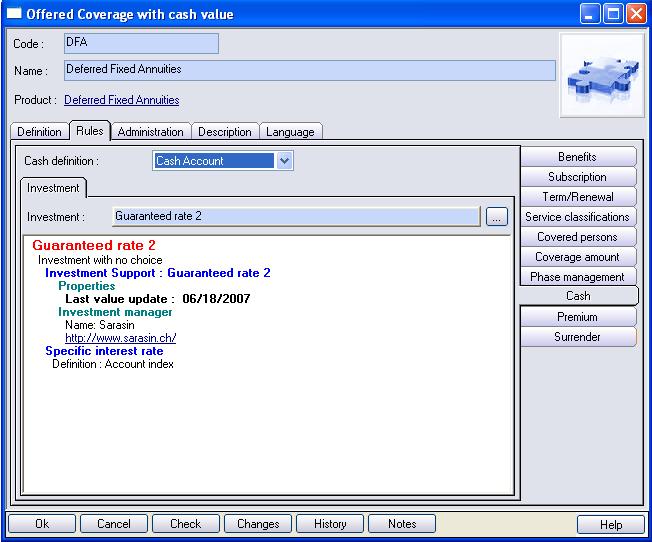 Offered Coverage with cash value
Code : DFA
Name : Deferred Fixed Annuities
Product : Deferred Fixed Annuities
Definition Rules Administration Description Language
Cash definition : Cash Account
Investment
Investment : Guaranteed rate 2 ...
Guaranteed rate 2
Investment with no choice
Investment Support : Guaranteed rate 2
Properties
Last value update : 06/18/2007
Investment manager
Name: Sarasin
http://www.sarasin.ch/
Specific interest rate
Definition : Account index
Benefits
Subscription
Term/Renewal
Service classifications
Covered persons
Coverage amount
Phase management
Cash
Premium
Surrender
Ok Cancel Check Changes History Notes Help